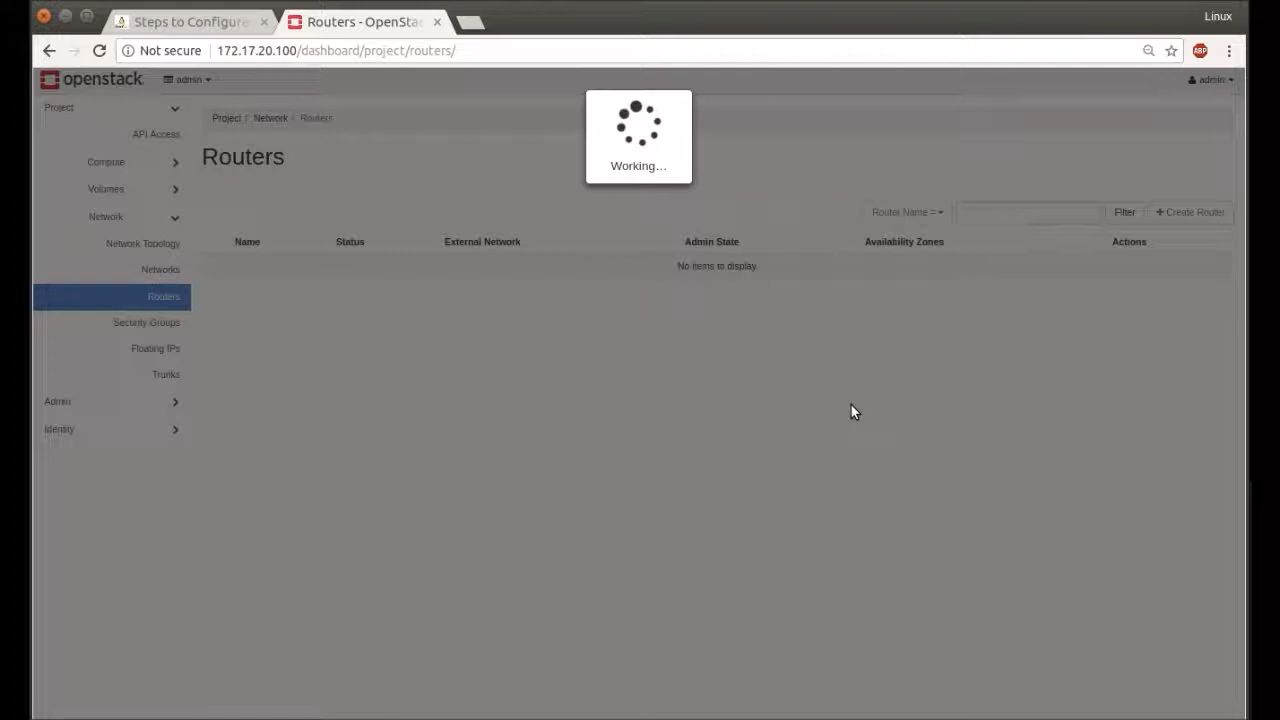 Linux
Steps to Configure
Routers - OpenSta
Not secure 172.17.20.100/dashboard/project/routers/
ABP
openstack. admin admin
Project
API Access
Compute
Volumes
Network
Network Topology
Networks
Routers
Security Groups
Floating IPs
Trunks
Admin
Identity
Project / Network / Routers
Routers
Working...
Router Name = Filter + Create Router
Name Status External Network Admin State Availability Zones Actions
No items to display.